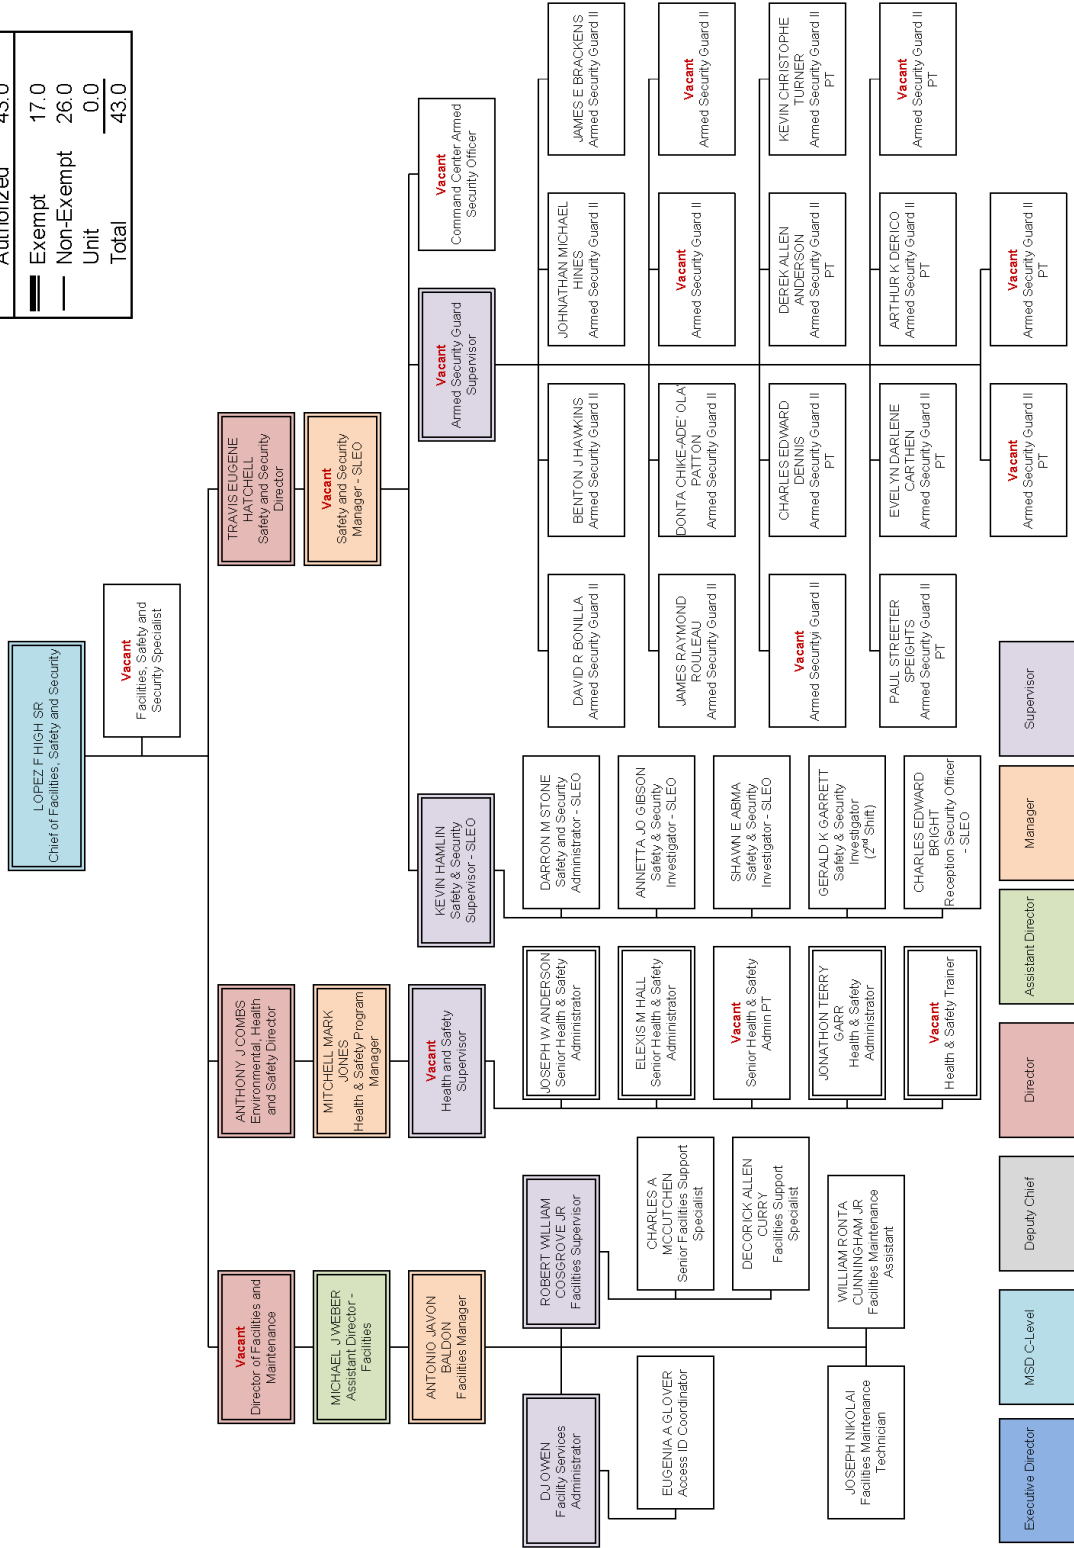 Authorized 43.0
Exempt 17.0
Non-Exempt 26.0
Unit 0.0
Total 43.0
LOPEZ F HIGH SR
Chief of Facilities, Safety and Security
Vacant
Facilities, Safety and
Security Specialist
Vacant
Director of Facilities and
Maintenance
MICHAEL J WEBER
Assistant Director -
Facilities
ANTONIO JAVON
BALDON
Facilities Manager
DJ OWEN
Facility Services
Administrator
EUGENIA A GLOVER
Access ID Coordinator
ROBERT WILLIAM
COSGROVE JR
Facilities Supervisor
CHARLES A
MCCUTCHEN
Senior Facilities Support
Specialist
DECORICK ALLEN
CURRY
Facilities Support
Specialist
JOSEPH NIKOLAI
Facilities Maintenance
Technician
WILLIAM RONTA
CUNNINGHAM JR
Facilities Maintenance
Assistant
ANTHONY J COMBS
Environmental, Health
and Safety Director
MITCHELL MARK
JONES
Health & Safety Program
Manager
Vacant
Health and Safety
Supervisor
JOSEPH W ANDERSON
Senior Health & Safety
Administrator
ELEXIS M HALL
Senior Health & Safety
Administrator
Vacant
Senior Health & Safety
Admin PT
JONATHON TERRY
GARR
Health & Safety
Administrator
Vacant
Health & Safety Trainer
TRAVIS EUGENE
HATCHELL
Safety and Security
Director
Vacant
Safety and Security
Manager - SLEO
KEVIN HAMLIN
Safety & Security
Supervisor - SLEO
DARRON M STONE
Safety and Security
Administrator - SLEO
ANNETTA JO GIBSON
Safety & Security
Investigator - SLEO
SHAWN E ABMA
Safety & Security
Investigator - SLEO
GERALD K GARRETT
Safety & Security
Investigator
(2nd Shift)
CHARLES EDWARD
BRIGHT
Reception Security Officer
- SLEO
Vacant
Armed Security Guard
Supervisor
Vacant
Command Center Armed
Security Officer
DAVID R BONILLA
Armed Security Guard II
BENTON J HAWKINS
Armed Security Guard II
JOHNATHAN MICHAEL
HINES
Armed Security Guard II
JAMES E BRACKENS
Armed Security Guard II
JAMES RAYMOND
ROULEAU
Armed Security Guard II
DONTA CHIKE-ADE' OLA'
PATTON
Armed Security Guard II
Vacant
Armed Security Guard II
Vacant
Armed Security Guard II
Vacant
Armed Securityl Guard II
CHARLES EDWARD
DENNIS
Armed Security Guard II
PT
DEREK ALLEN
ANDERSON
Armed Security Guard II
PT
KEVIN CHRISTOPHE
TURNER
Armed Security Guard II
PT
PAUL STREETER
SPEIGHTS
Armed Security Guard II
PT
EVELYN DARLENE
CARTHEN
Armed Security Guard II
PT
ARTHUR K DERICO
Armed Security Guard II
PT
Vacant
Armed Security Guard II
PT
Vacant
Armed Security Guard II
PT
Vacant
Armed Security Guard II
PT
Executive Director
MSD C-Level
Deputy Chief
Director
Assistant Director
Manager
Supervisor